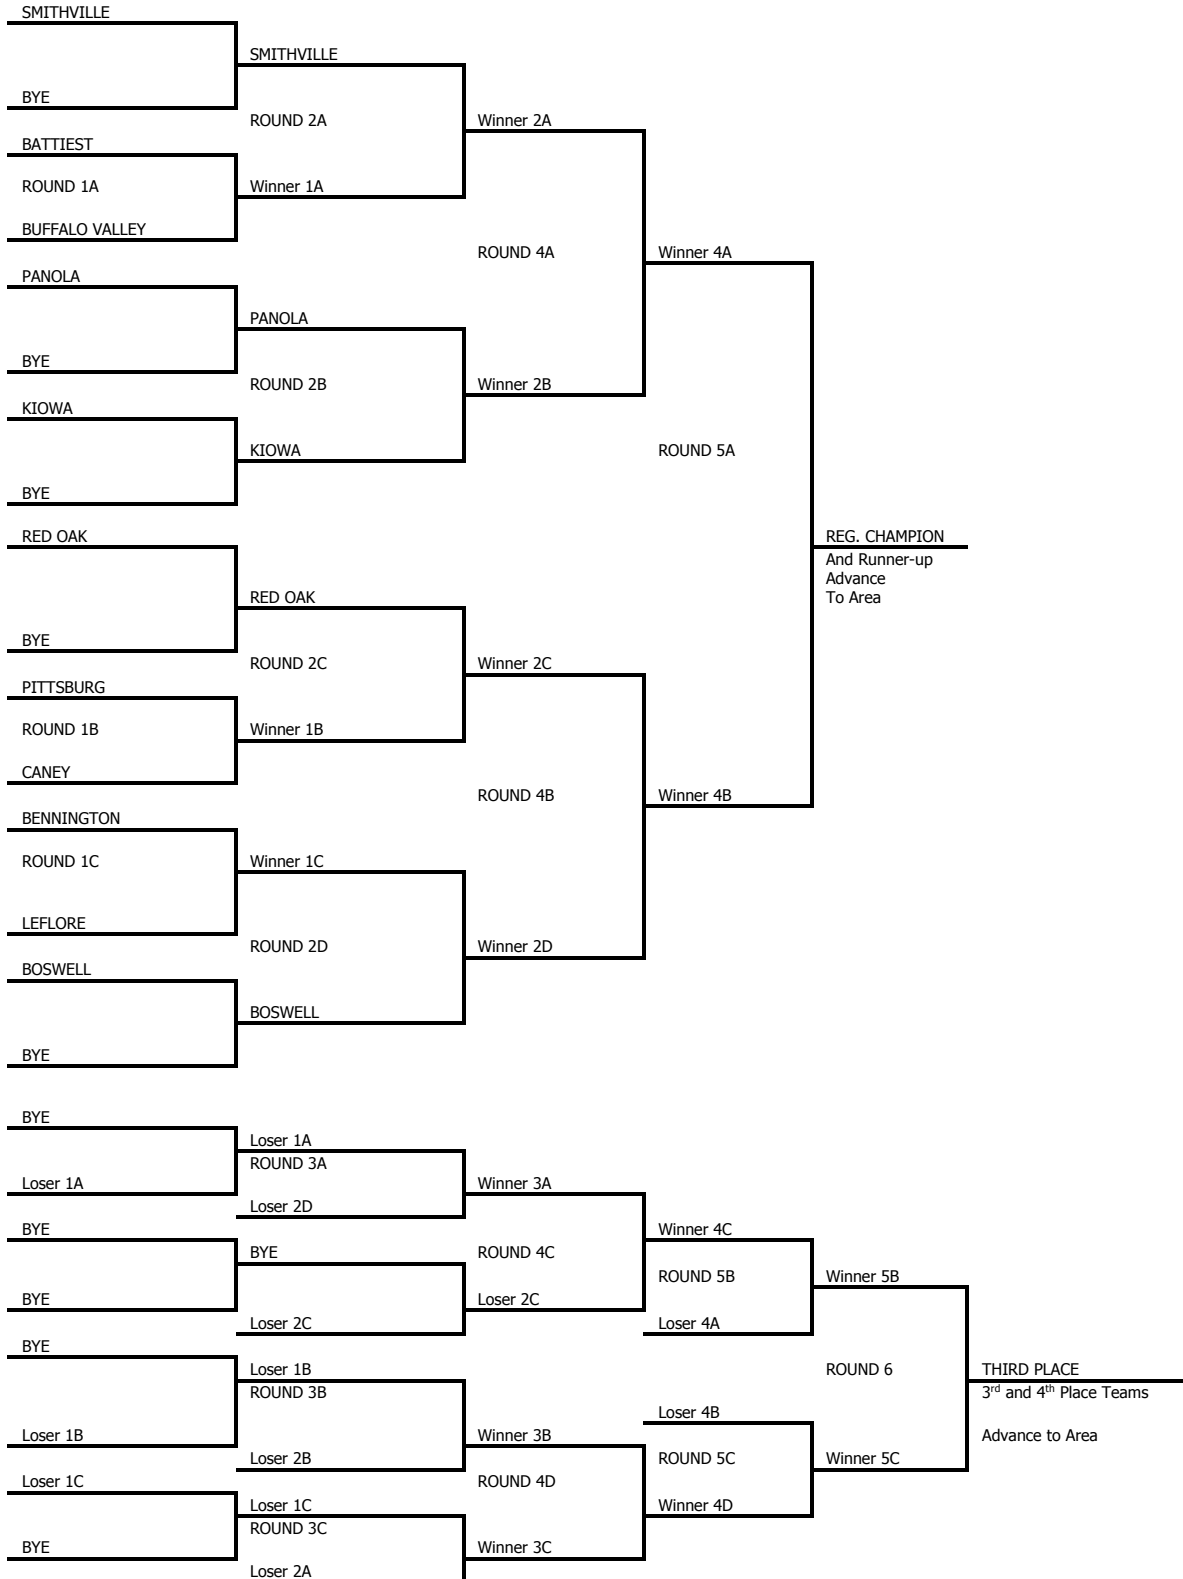 SMITHVILLE
SMITHVILLE
BYE
ROUND 2A
Winner 2A
BATTIEST
ROUND 1A
Winner 1A
BUFFALO VALLEY
ROUND 4A
Winner 4A
PANOLA
PANOLA
BYE
ROUND 2B
Winner 2B
KIOWA
KIOWA
ROUND 5A
BYE
RED OAK
REG. CHAMPION
And Runner-up
Advance
To Area
RED OAK
BYE
ROUND 2C
Winner 2C
PITTSBURG
ROUND 1B
Winner 1B
CANEY
ROUND 4B
Winner 4B
BENNINGTON
ROUND 1C
Winner 1C
LEFLORE
ROUND 2D
Winner 2D
BOSWELL
BOSWELL
BYE
BYE
Loser 1A
ROUND 3A
Loser 1A
Winner 3A
Loser 2D
BYE
Winner 4C
BYE
ROUND 4C
ROUND 5B
Winner 5B
BYE
Loser 2C
Loser 2C
Loser 4A
BYE
Loser 1B
ROUND 6
THIRD PLACE
ROUND 3B
3rd and 4th Place Teams
Loser 4B
Loser 1B
Winner 3B
Advance to Area
Loser 2B
ROUND 5C
Winner 5C
Loser 1C
ROUND 4D
Loser 1C
Winner 4D
ROUND 3C
BYE
Winner 3C
Loser 2A